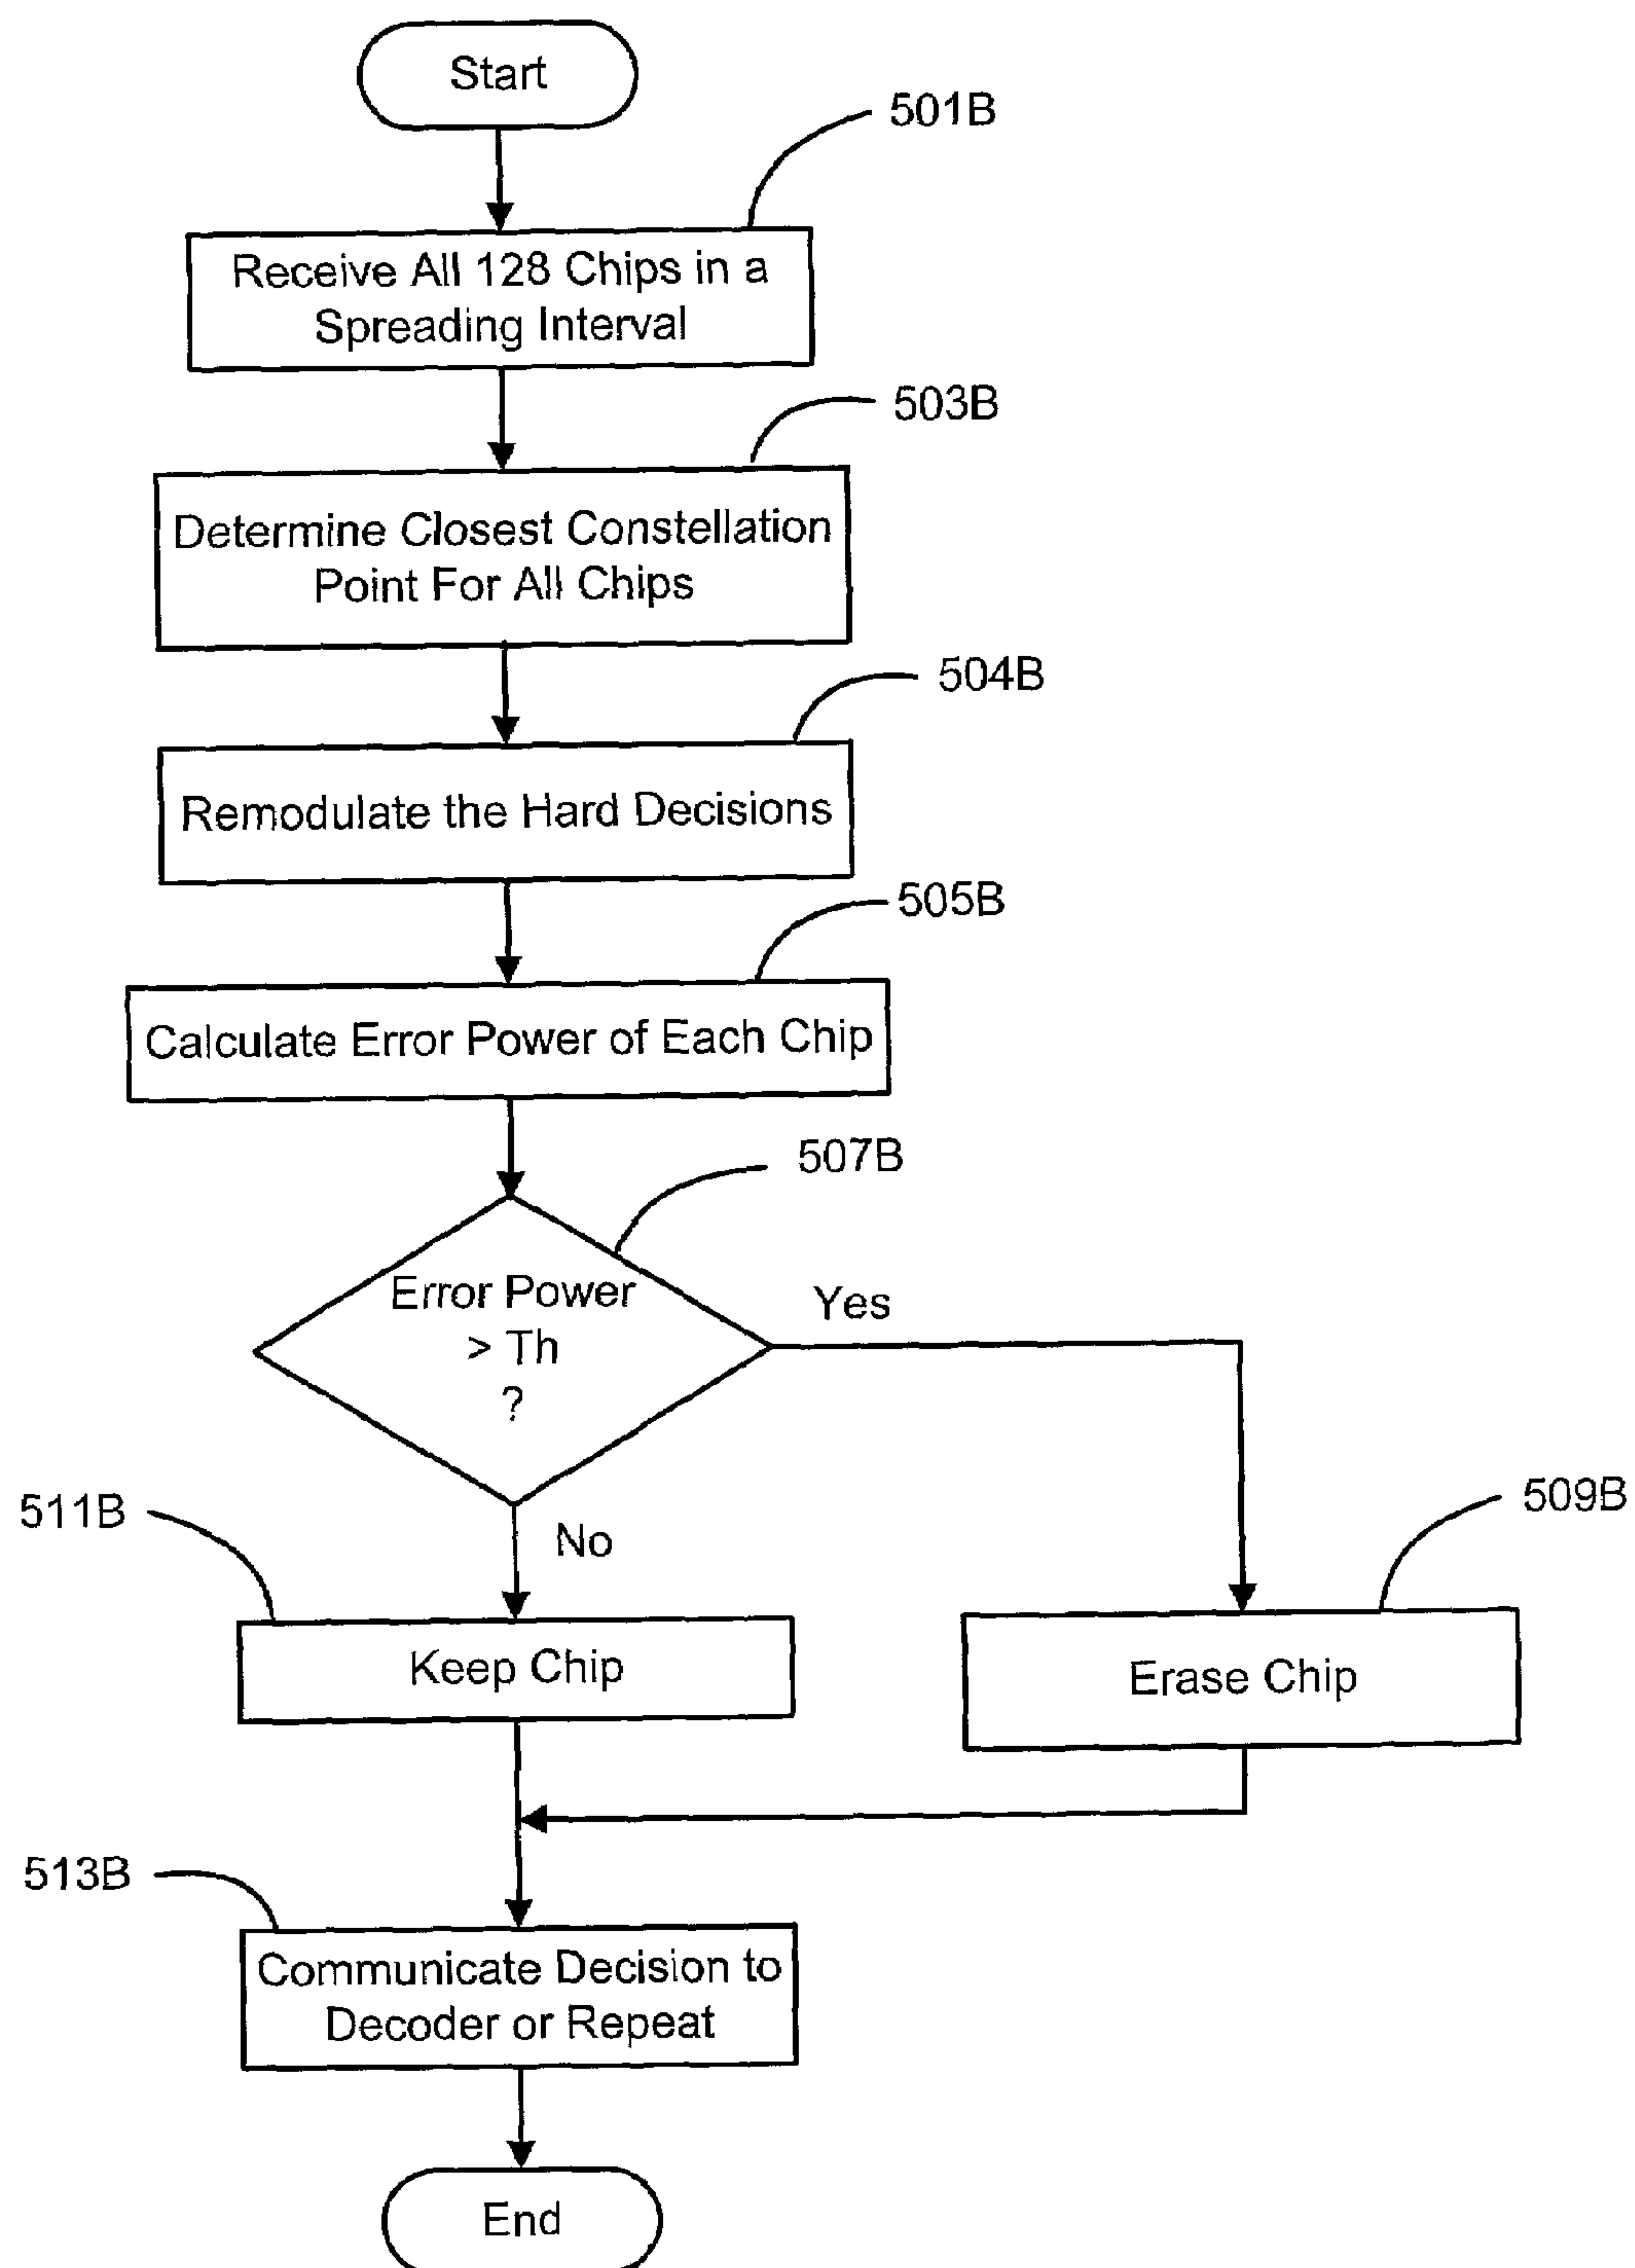 Start
501B
Receive All 128 Chips in a
Spreading Interval
503B
Determine Closest Constellation
Point For All Chips
504B
Remodulate the Hard Decisions
505B
Calculate Error Power of Each Chip
507B
Error Power
> Th
?
Yes
No
511B
Keep Chip
509B
Erase Chip
513B
Communicate Decision to
Decoder or Repeat
End